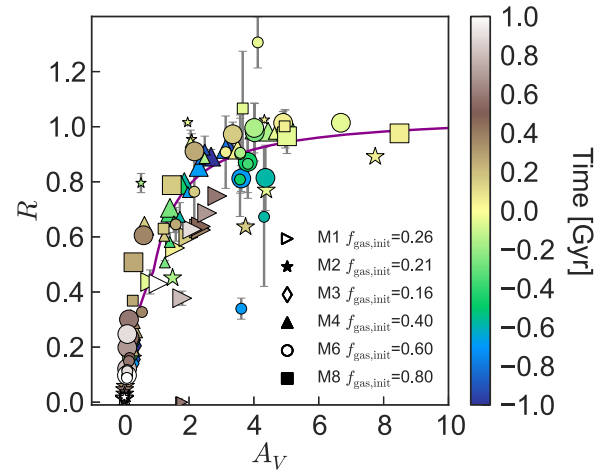 R
1.2
1.0
0.8
0.6
0.4
0.2
0.0
0 2 4 6 8 10
A_V
M1 f_gas,init=0.26
M2 f_gas,init=0.21
M3 f_gas,init=0.16
M4 f_gas,init=0.40
M6 f_gas,init=0.60
M8 f_gas,init=0.80
1.0
0.8
0.6
0.4
0.2
0.0
−0.2
−0.4
−0.6
−0.8
−1.0
Time [Gyr]